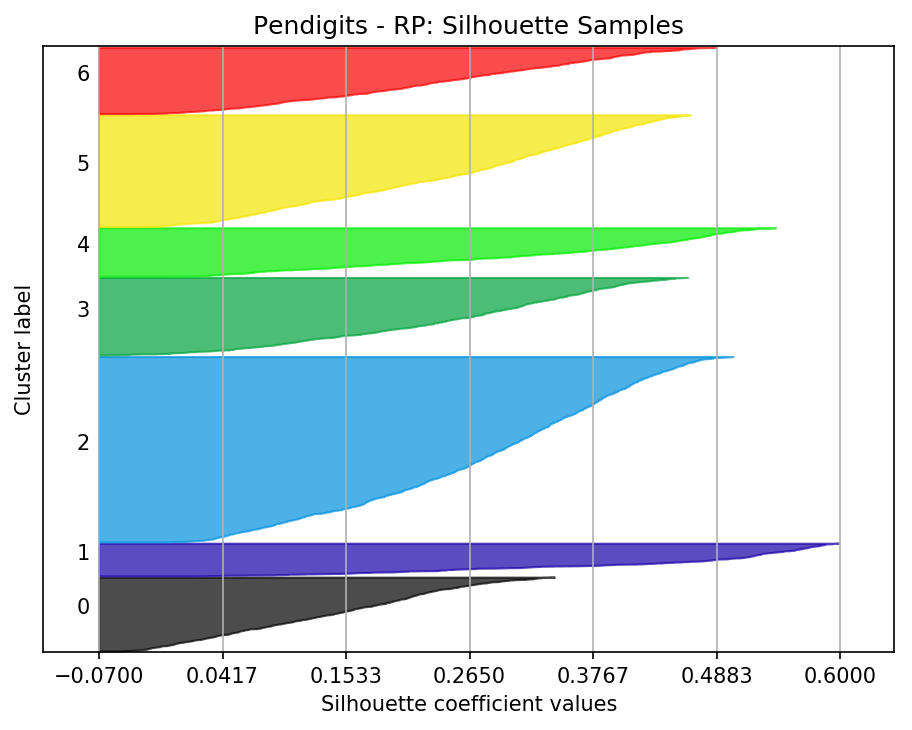 Pendigits - RP: Silhouette Samples
6
5
4
3
2
1
0
Cluster label
−0.0700 0.0417 0.1533 0.2650 0.3767 0.4883 0.6000
Silhouette coefficient values